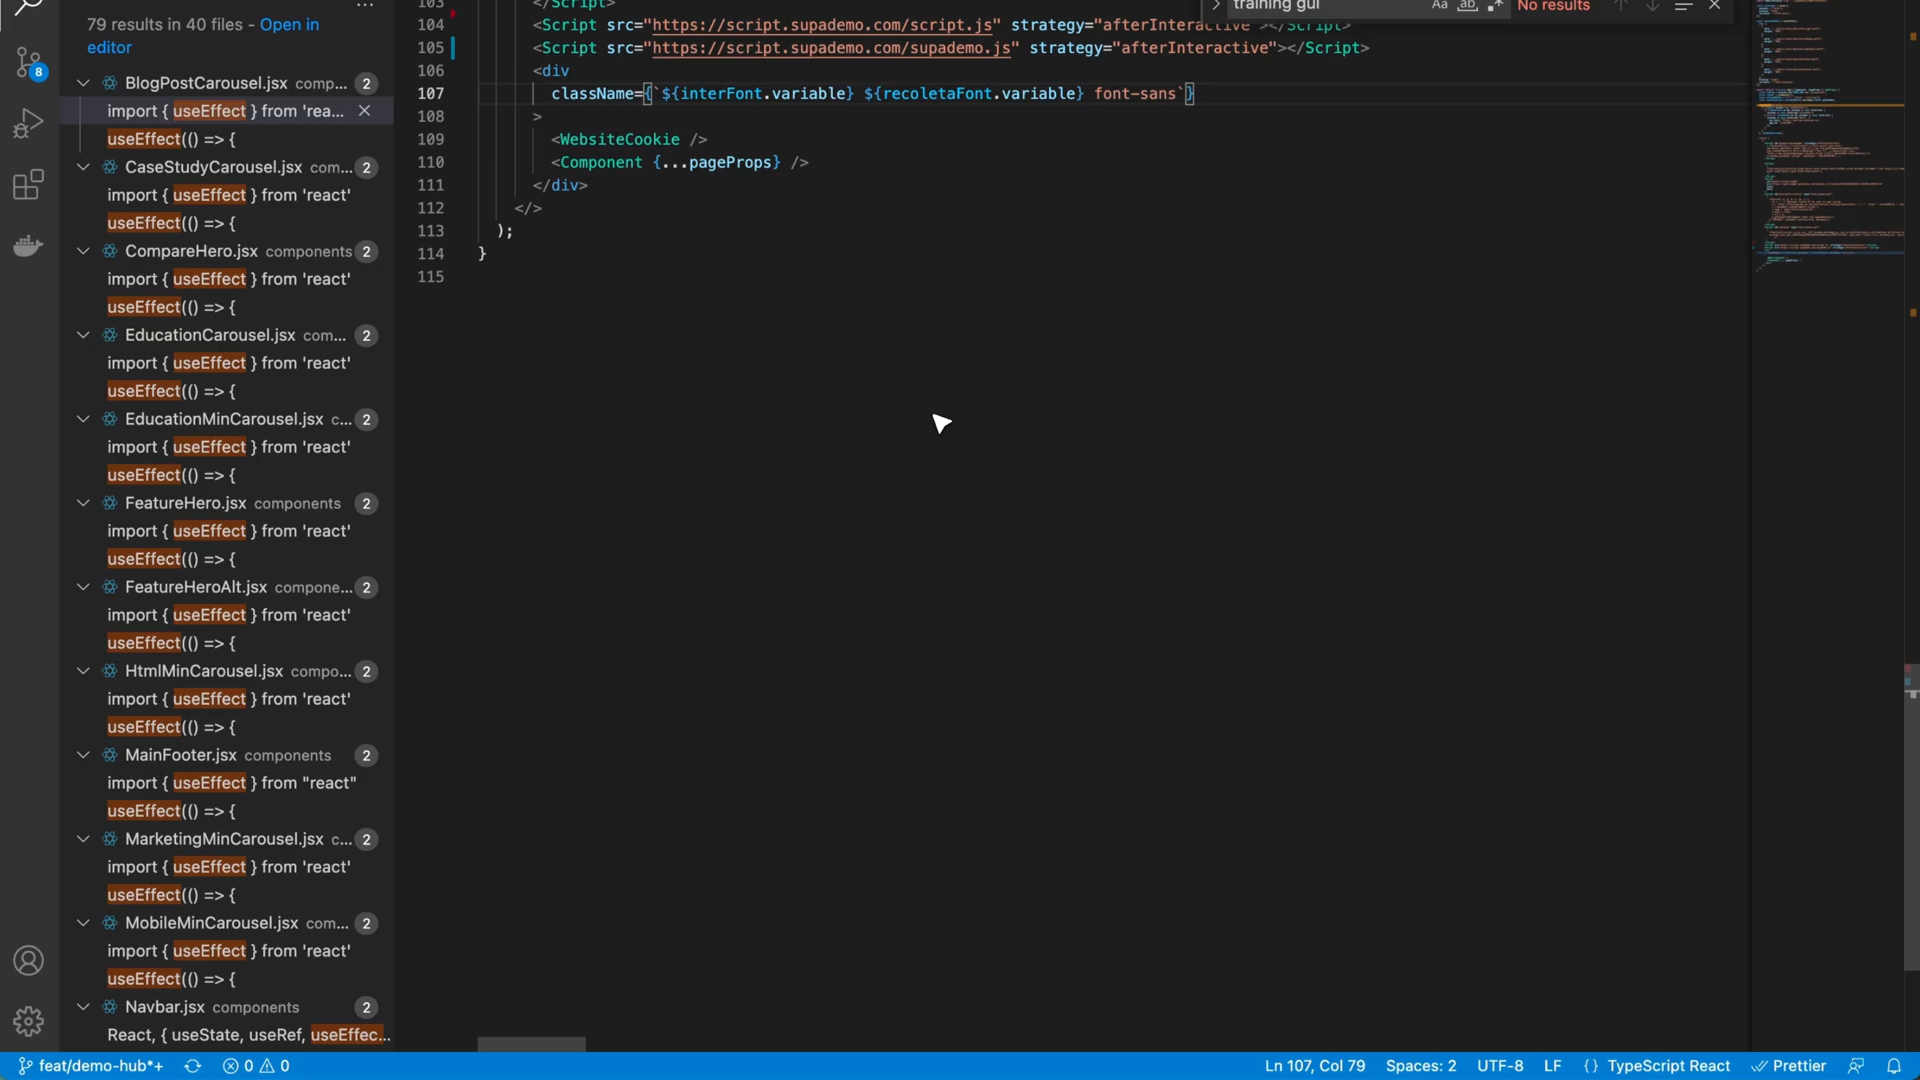 79 results in 40 files - Open in
editor
8
BlogPostCarousel.jsx comp... 2
import { useEffect } from 'rea...
useEffect(() => {
CaseStudyCarousel.jsx com... 2
import { useEffect } from 'react'
useEffect(() => {
CompareHero.jsx components 2
import { useEffect } from 'react'
useEffect(() => {
EducationCarousel.jsx com... 2
import { useEffect } from 'react'
useEffect(() => {
EducationMinCarousel.jsx c... 2
import { useEffect } from 'react'
useEffect(() => {
FeatureHero.jsx components 2
import { useEffect } from 'react'
useEffect(() => {
FeatureHeroAlt.jsx compone... 2
import { useEffect } from 'react'
useEffect(() => {
HtmlMinCarousel.jsx compo... 2
import { useEffect } from 'react'
useEffect(() => {
MainFooter.jsx components 2
import { useEffect } from "react"
useEffect(() => {
MarketingMinCarousel.jsx c... 2
import { useEffect } from 'react'
useEffect(() => {
MobileMinCarousel.jsx com... 2
import { useEffect } from 'react'
useEffect(() => {
Navbar.jsx components 2
React, { useState, useRef, useEffec...
training gui Aa ab No results
103 </Script>
104 <Script src="https://script.supademo.com/script.js" strategy="afterInteractive"></Script>
105 <Script src="https://script.supademo.com/supademo.js" strategy="afterInteractive"></Script>
106 <div
107 className={`${interFont.variable} ${recoletaFont.variable} font-sans`}
108 >
109 <WebsiteCookie />
110 <Component {...pageProps} />
111 </div>
112 </>
113 );
114 }
115
feat/demo-hub*+ 0 0 Ln 107, Col 79 Spaces: 2 UTF-8 LF {} TypeScript React Prettier